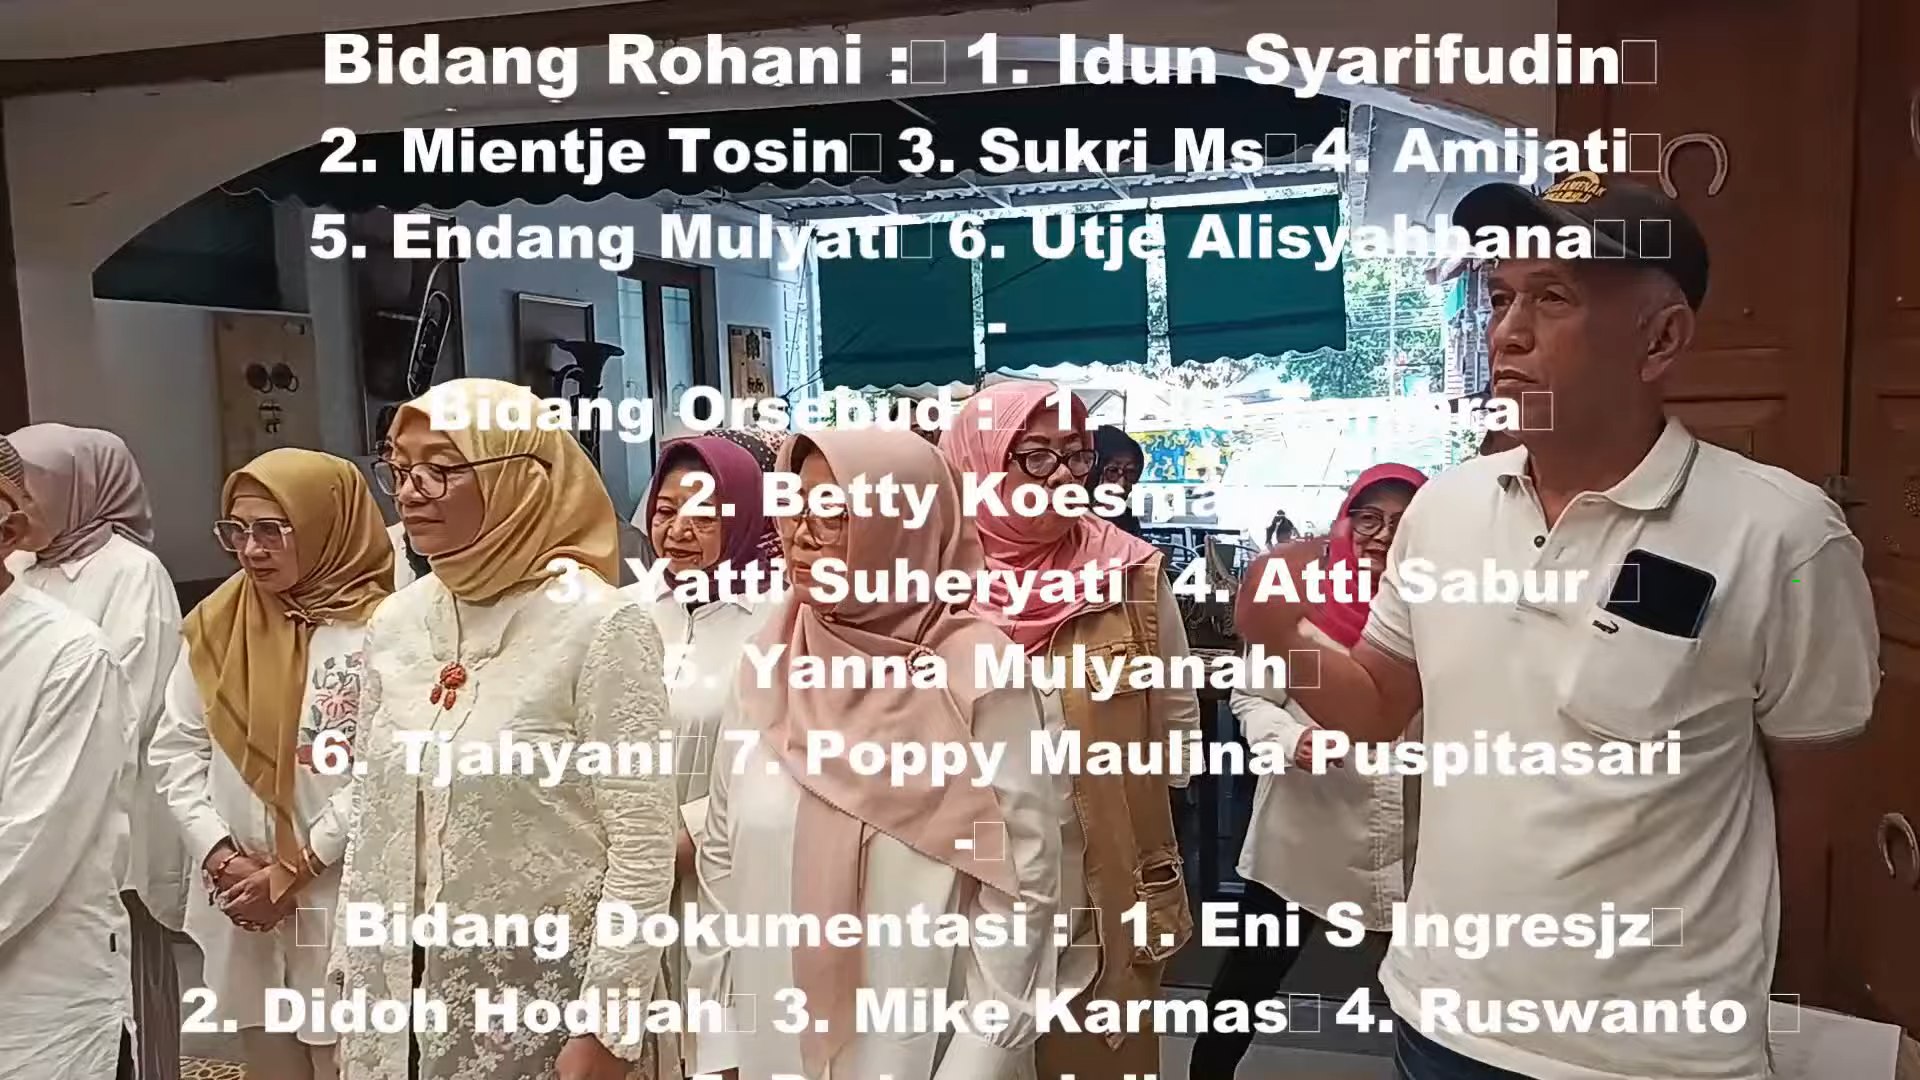 Bidang Rohani : 1. Idun Syarifudin
2. Mientje Tosin 3. Sukri Ms 4. Amijati
5. Endang Mulyati 6. Utje Alisyahbana
-
Bidang Orsebud : 1.
2. Betty
3. Yatti Suheryati 4. Atti Sabur
5. Yanna Mulyanah
6. Tjahyani 7. Poppy Maulina Puspitasari
-
Bidang Dokumentasi : 1. Eni S Ingresjz
2. Didoh Hodijah 3. Mike Karmas 4. Ruswanto